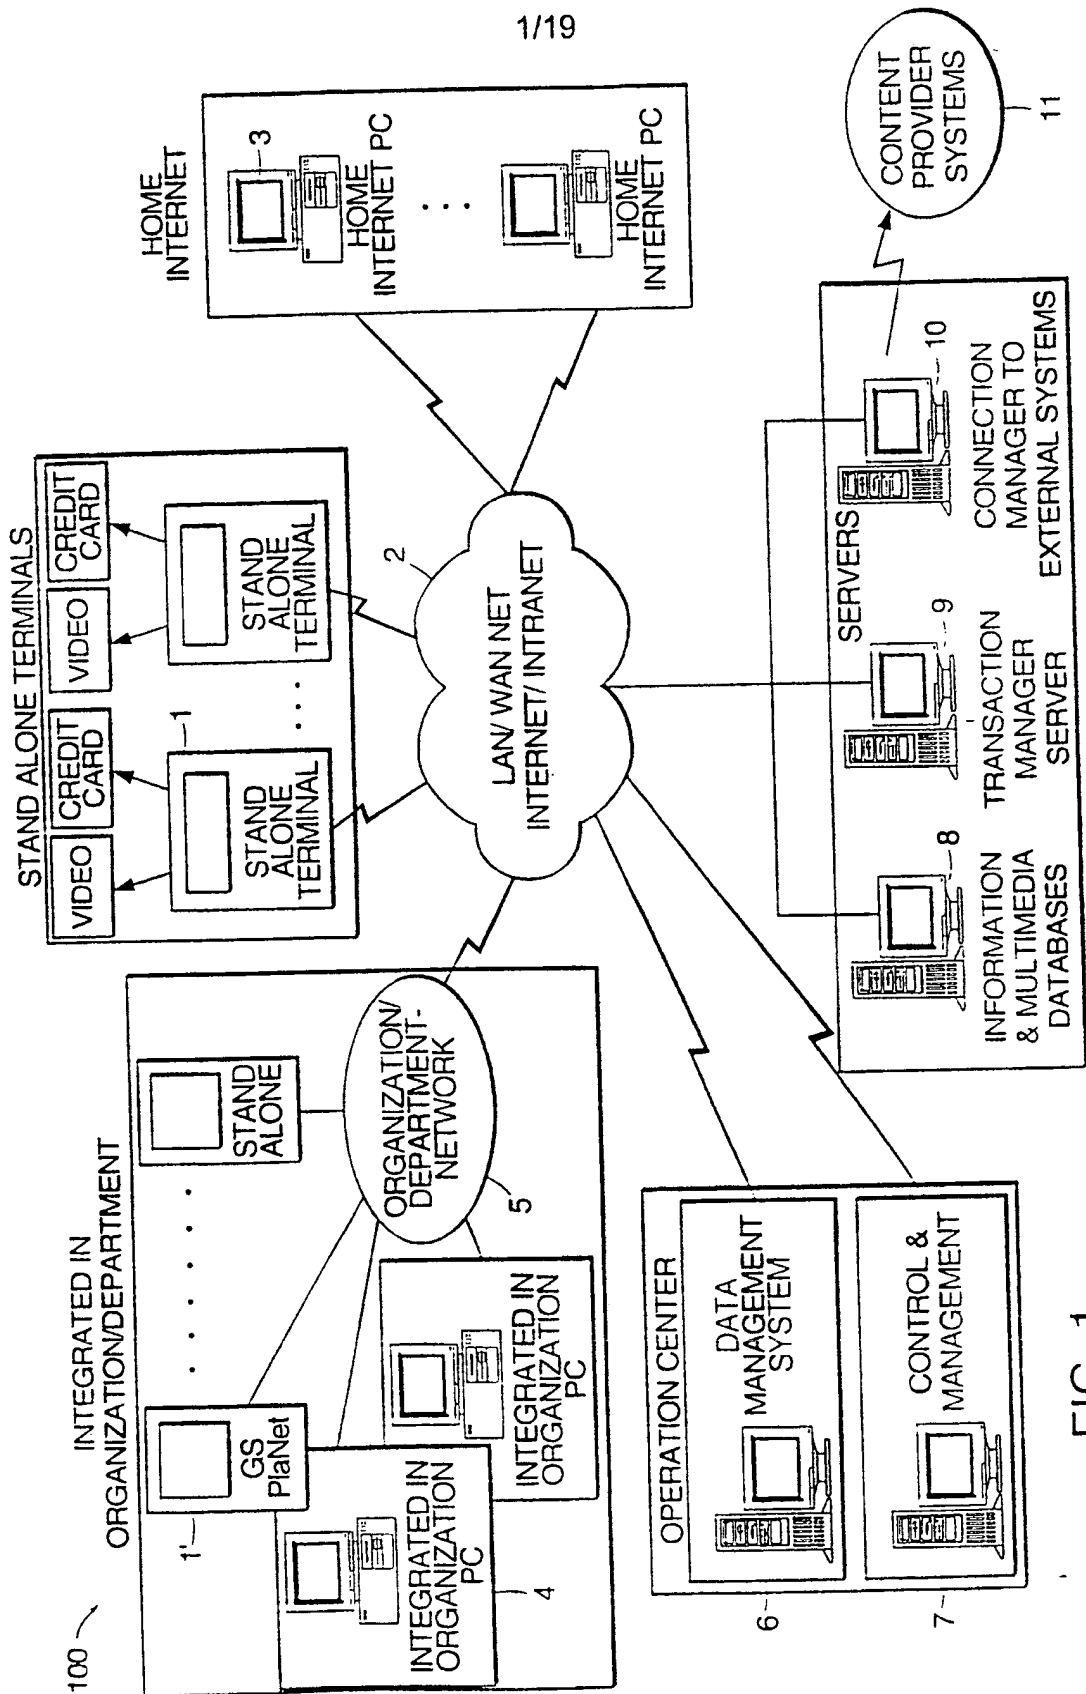 1/19
100
INTEGRATED IN
ORGANIZATION/DEPARTMENT
1'
GS
PlaNet
. . . . . .
STAND
ALONE
INTEGRATED IN
ORGANIZATION
PC
4
INTEGRATED IN
ORGANIZATION
PC
ORGANIZATION/
DEPARTMENT-
NETWORK
5
STAND ALONE TERMINALS
VIDEO
CREDIT
CARD
VIDEO
CREDIT
CARD
1
STAND
ALONE
TERMINAL
. . .
STAND
ALONE
TERMINAL
HOME
INTERNET
3
HOME
INTERNET PC
. . .
HOME
INTERNET PC
2
LAN/ WAN NET
INTERNET/ INTRANET
OPERATION CENTER
DATA
MANAGEMENT
SYSTEM
6
CONTROL &
MANAGEMENT
7
SERVERS
8
INFORMATION
& MULTIMEDIA
DATABASES
9
TRANSACTION
MANAGER
SERVER
10
CONNECTION
MANAGER TO
EXTERNAL SYSTEMS
CONTENT
PROVIDER
SYSTEMS
11
FIG. 1